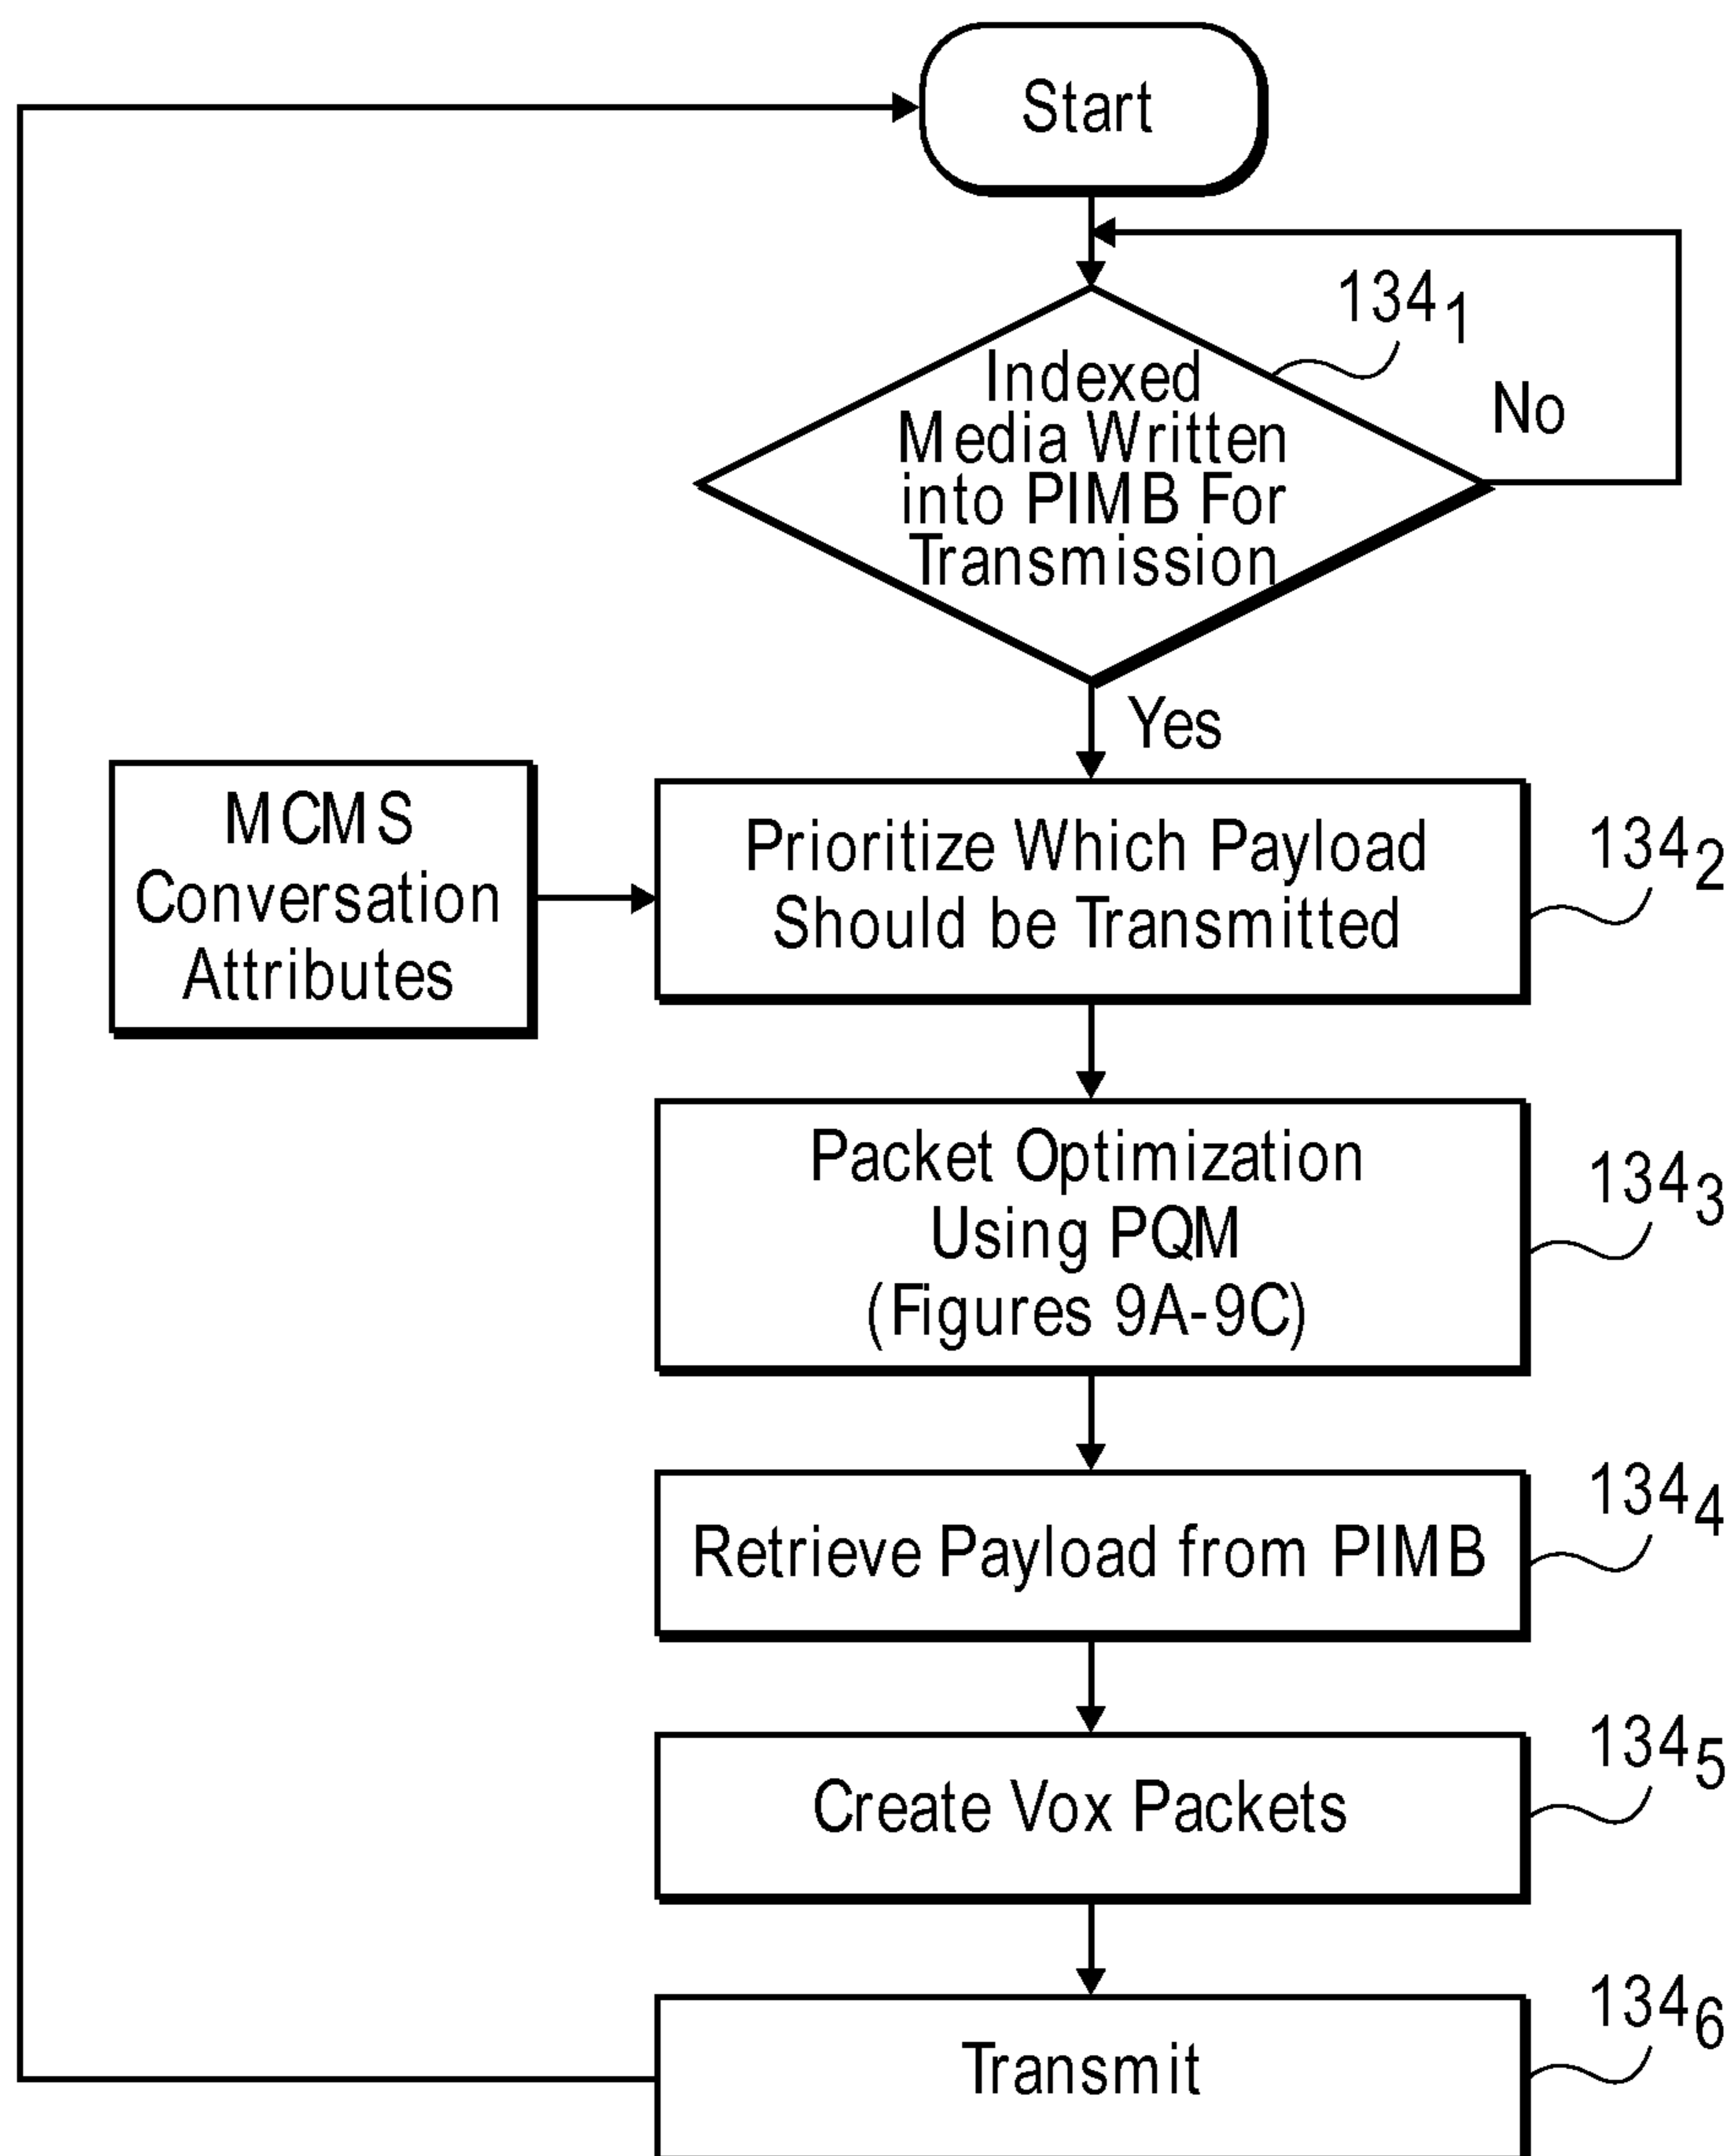 Start
134₁
Indexed
Media Written
into PIMB For
Transmission
No
Yes
MCMS
Conversation
Attributes
Prioritize Which Payload
Should be Transmitted
134₂
Packet Optimization
Using PQM
(Figures 9A-9C)
134₃
Retrieve Payload from PIMB
134₄
Create Vox Packets
134₅
Transmit
134₆